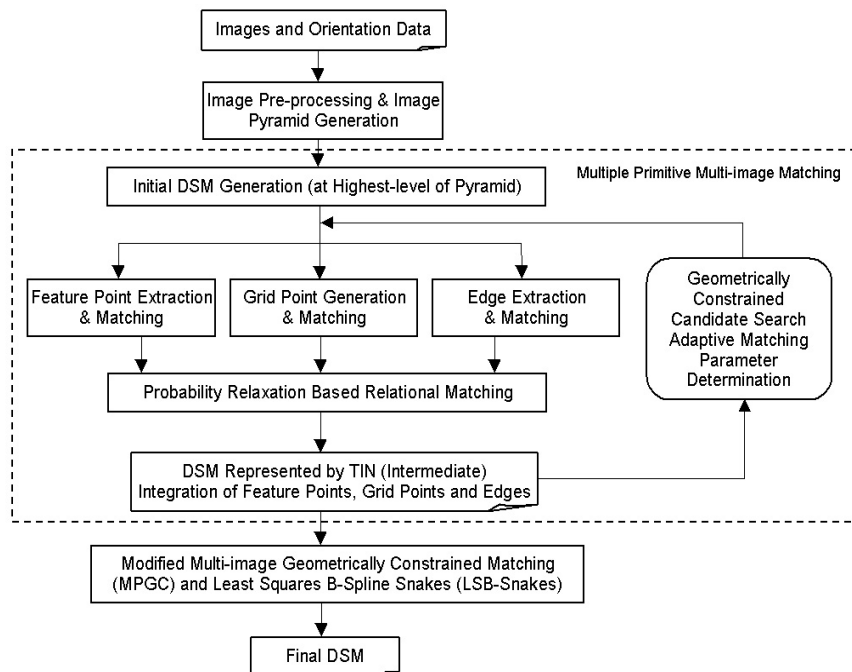 Images and Orientation Data
Image Pre-processing & Image
Pyramid Generation
Multiple Primitive Multi-image Matching
Initial DSM Generation (at Highest-level of Pyramid)
Feature Point Extraction
& Matching
Grid Point Generation
& Matching
Edge Extraction
& Matching
Geometrically
Constrained
Candidate Search
Adaptive Matching
Parameter
Determination
Probability Relaxation Based Relational Matching
DSM Represented by TIN (Intermediate)
Integration of Feature Points, Grid Points and Edges
Modified Multi-image Geometrically Constrained Matching
(MPGC) and Least Squares B-Spline Snakes (LSB-Snakes)
Final DSM